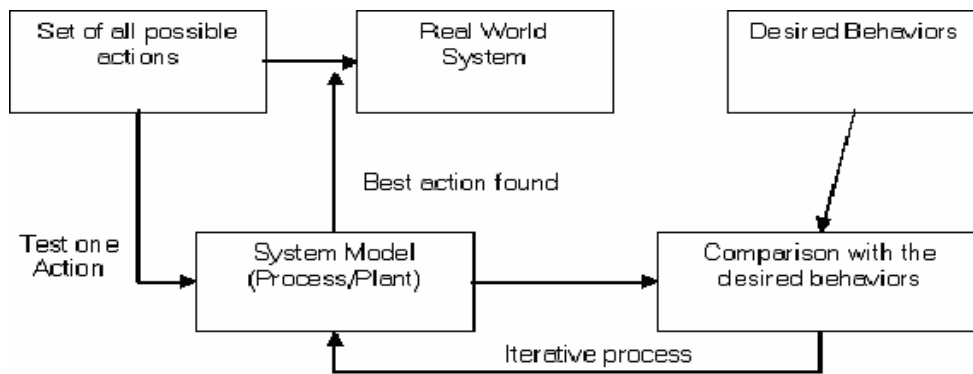 Set of all possible
actions
Real World
System
Desired Behaviors
Best action found
Test one
Action
System Model
(Process/Plant)
Comparison with the
desired behaviors
Iterative process